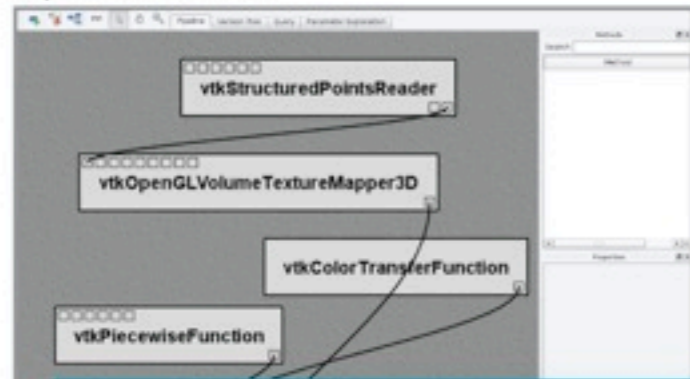 Pipeline Version Tree Query Parameter Exploration
Methods
Search
Method
vtkStructuredPointsReader
vtkOpenGLVolumeTextureMapper3D
vtkColorTransferFunction
Properties
vtkPiecewiseFunction